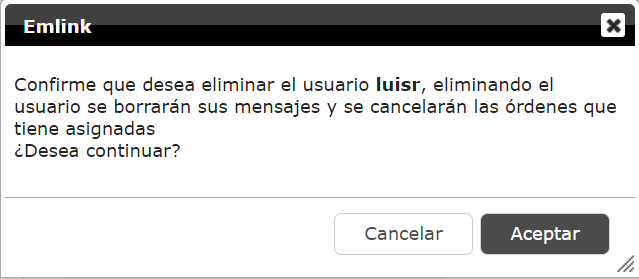 Emlink
Confirme que desea eliminar el usuario luisr, eliminando el
usuario se borrarán sus mensajes y se cancelarán las órdenes que
tiene asignadas
¿Desea continuar?
Cancelar
Aceptar